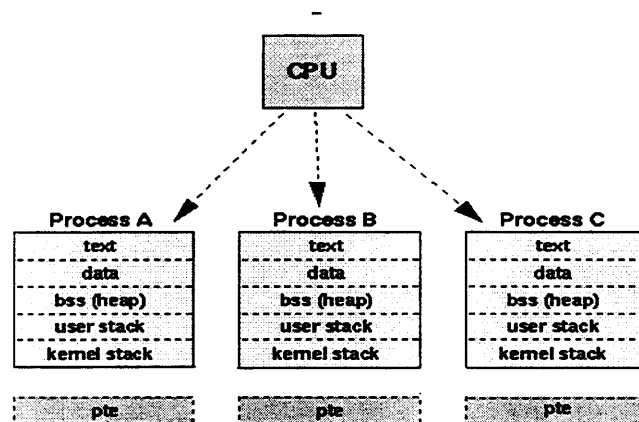 CPU
Process A
text
data
bss (heap)
user stack
kernel stack
pte
Process B
text
data
bss (heap)
user stack
kernel stack
pte
Process C
text
data
bss (heap)
user stack
kernel stack
pte